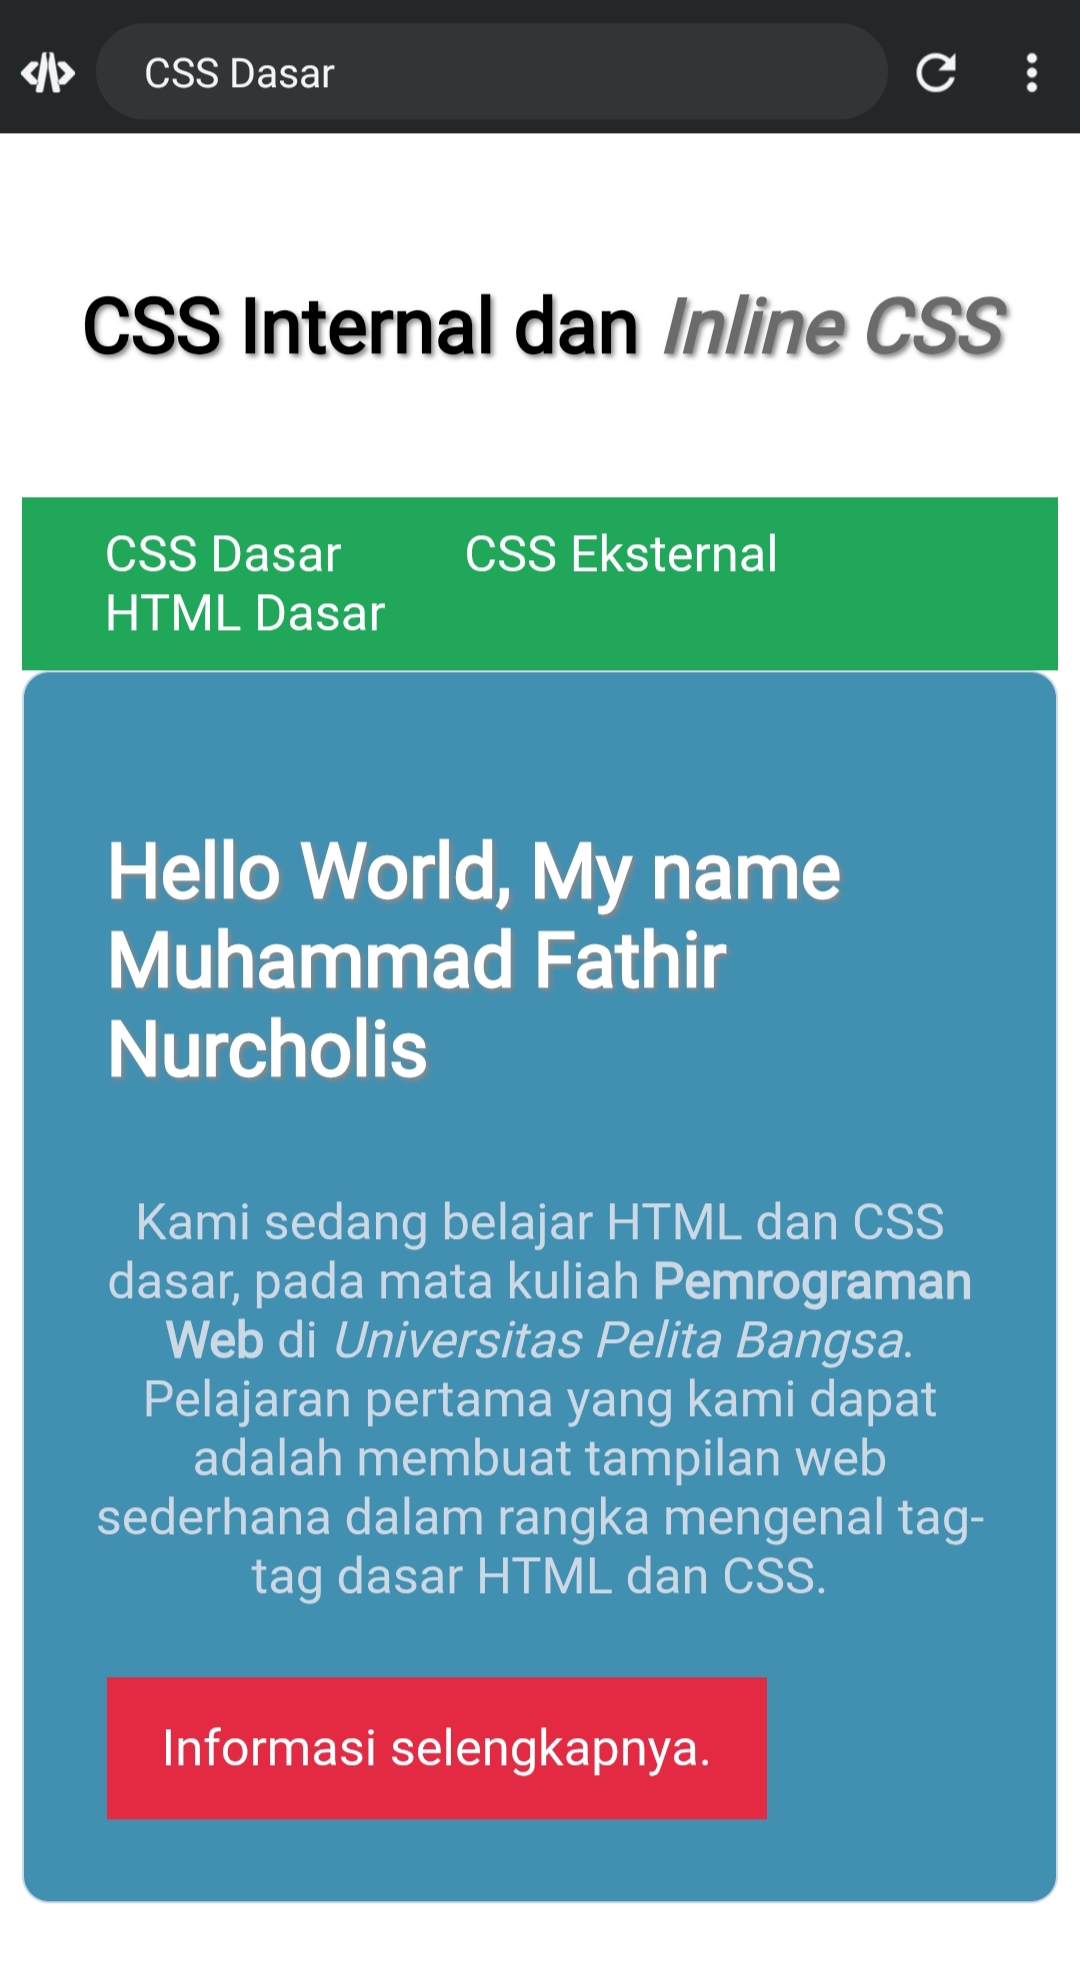 CSS Dasar
CSS Internal dan Inline CSS
CSS Dasar CSS Eksternal
HTML Dasar
Hello World, My name
Muhammad Fathir
Nurcholis
Kami sedang belajar HTML dan CSS
dasar, pada mata kuliah Pemrograman
Web di Universitas Pelita Bangsa.
Pelajaran pertama yang kami dapat
adalah membuat tampilan web
sederhana dalam rangka mengenal tag-
tag dasar HTML dan CSS.
Informasi selengkapnya.